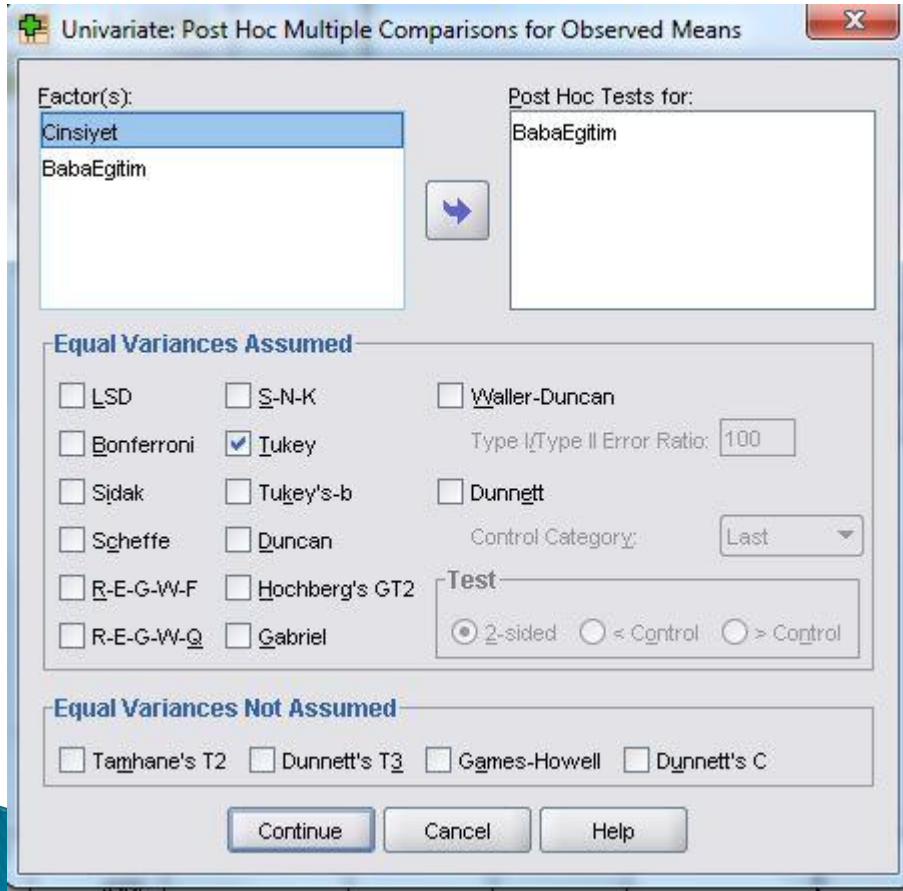 Univariate: Post Hoc Multiple Comparisons for Observed Means
Factor(s):
Cinsiyet
BabaEgitim
Post Hoc Tests for:
BabaEgitim
Equal Variances Assumed
LSD S-N-K Waller-Duncan
Bonferroni Tukey Type I/Type II Error Ratio: 100
Sidak Tukey's-b Dunnett
Scheffe Duncan Control Category: Last
R-E-G-W-F Hochberg's GT2 Test
R-E-G-W-Q Gabriel 2-sided < Control > Control
Equal Variances Not Assumed
Tamhane's T2 Dunnett's T3 Games-Howell Dunnett's C
Continue Cancel Help